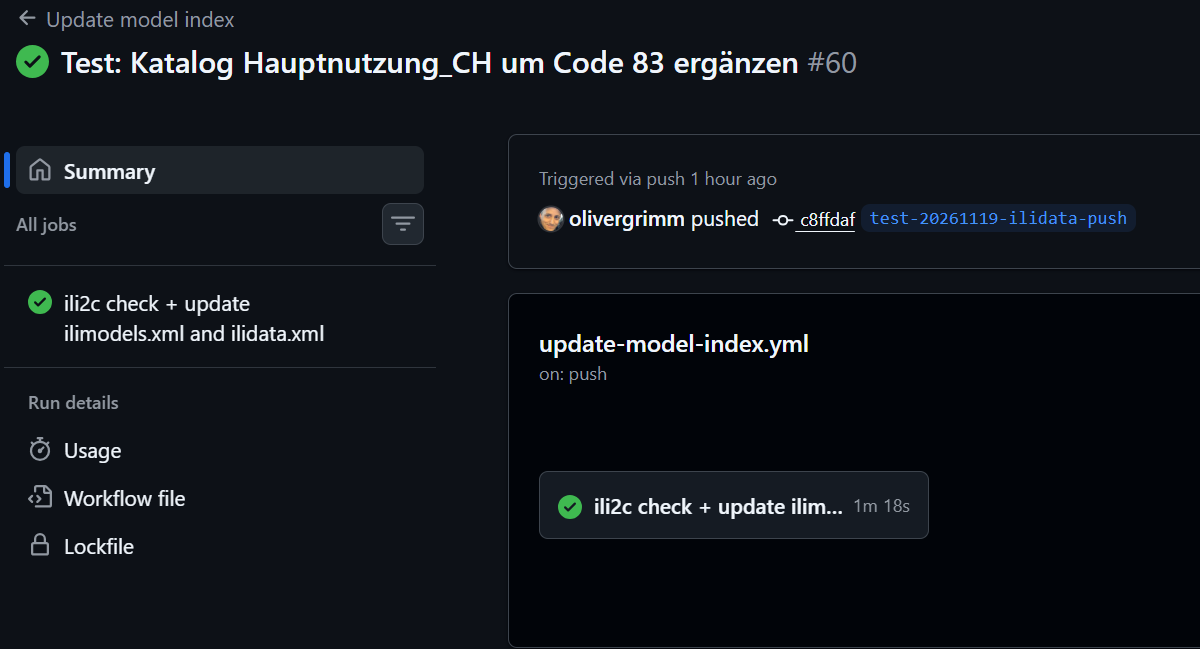 Update model index
Test: Katalog Hauptnutzung_CH um Code 83 ergänzen #60
Summary
All jobs
ili2c check + update
ilimodels.xml and ilidata.xml
Run details
Usage
Workflow file
Lockfile
Triggered via push 1 hour ago
olivergrimm pushed c8ffdaf test-20261119-ilidata-push
update-model-index.yml
on: push
ili2c check + update ilim... 1m 18s